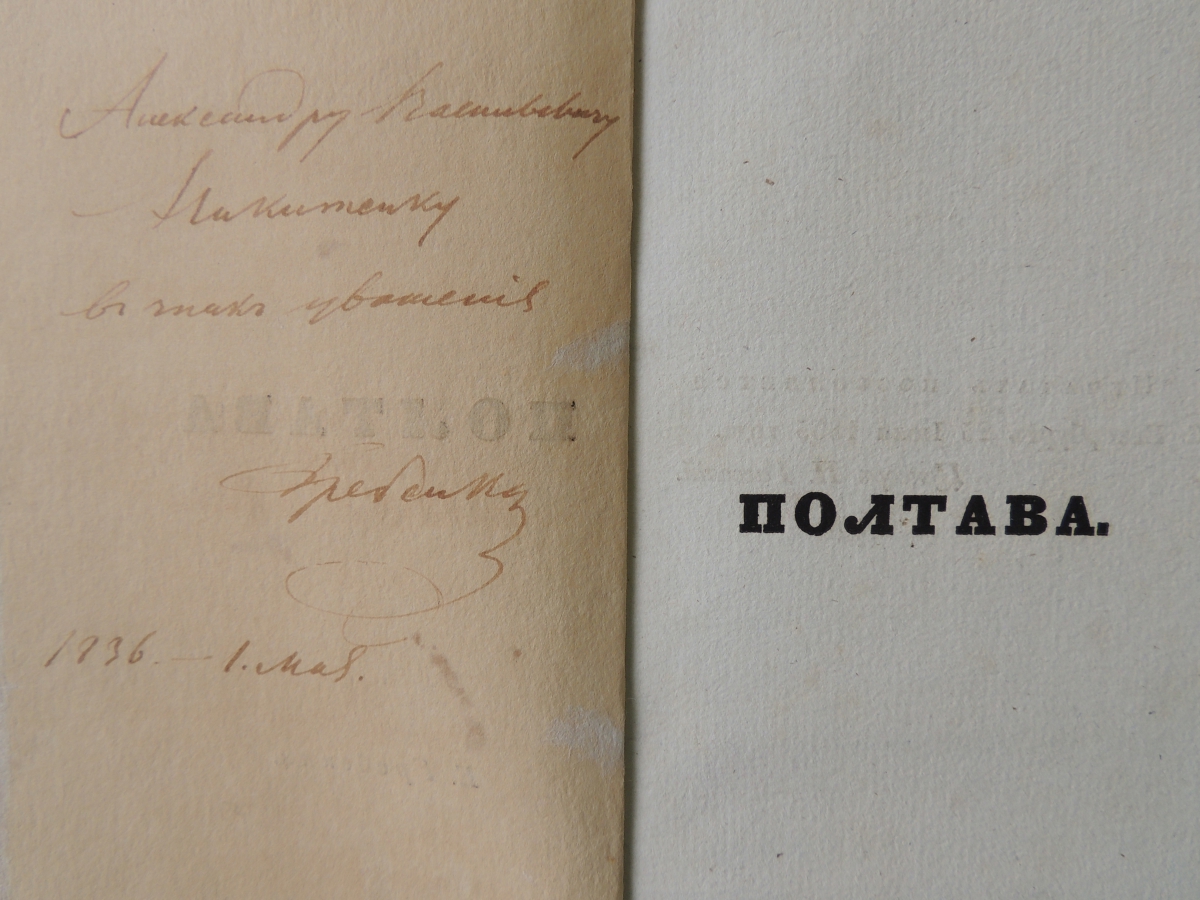 Александру Васильевичу
Никитенку
въ знакъ уваженія
Гребенка
1836. — 1. мая.
ПОЛТАВА.